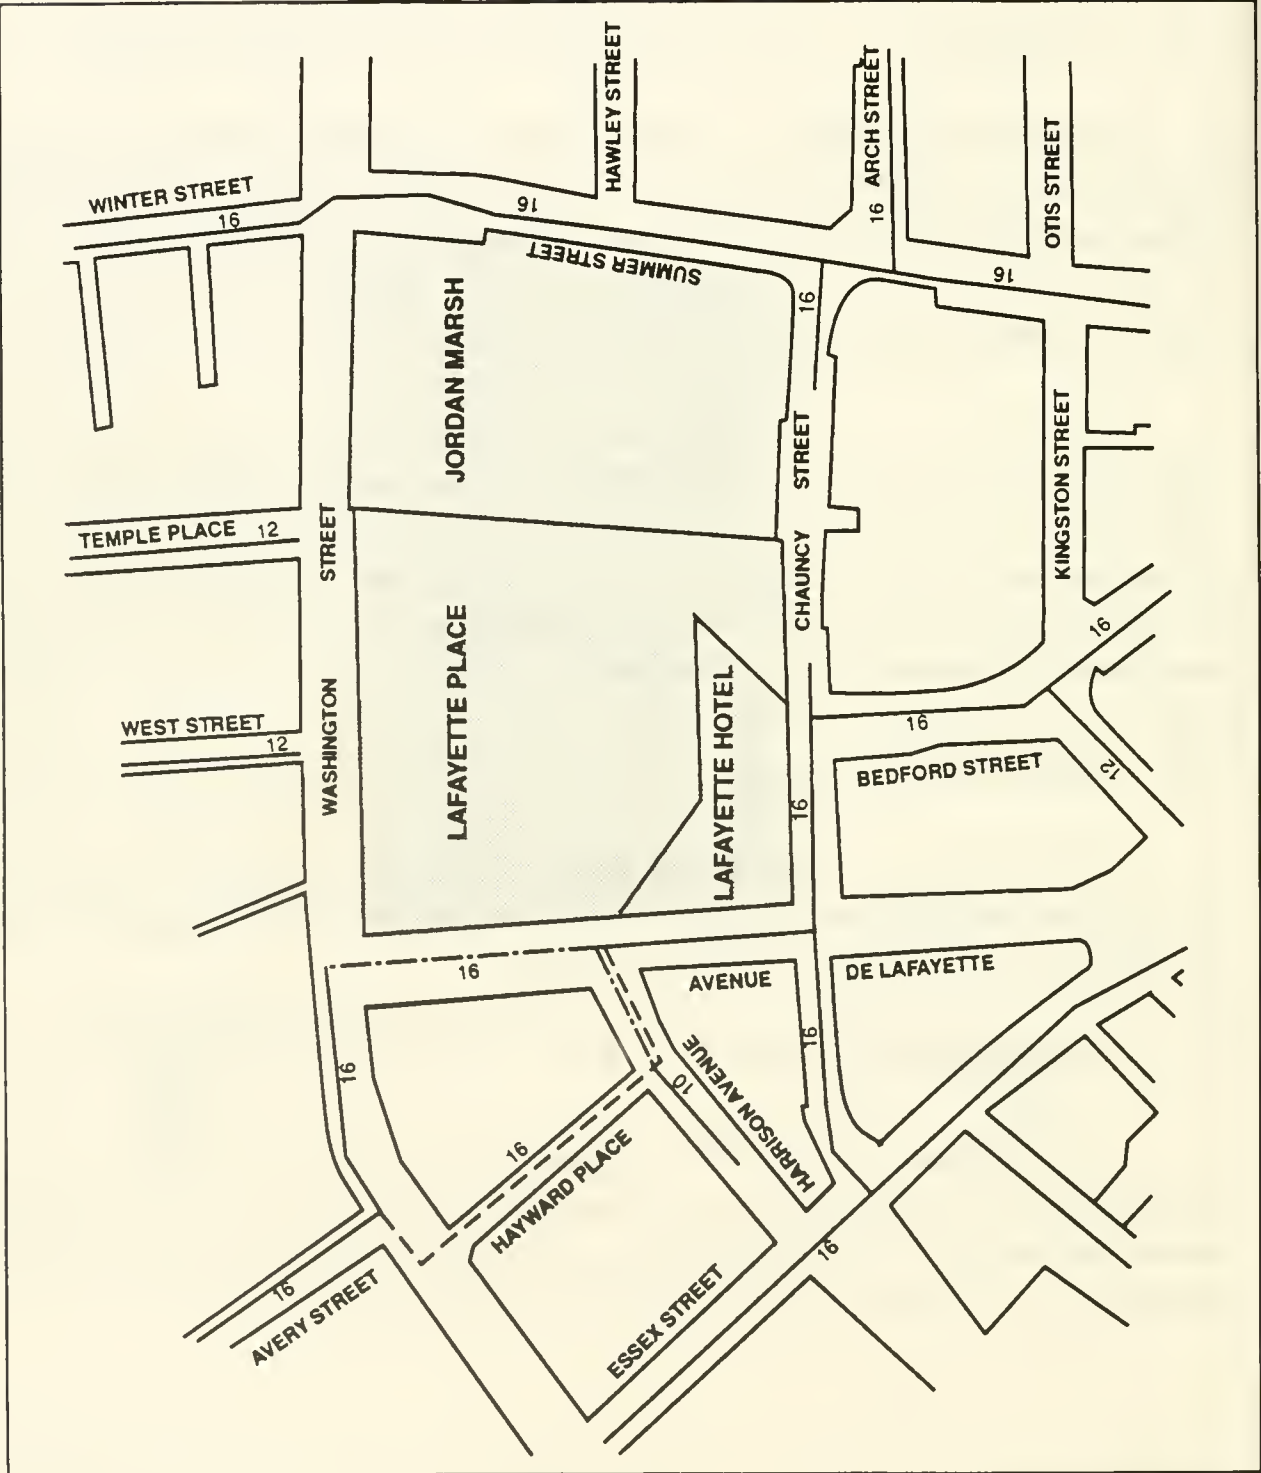 HAWLEY STREET
ARCH STREET
16
OTIS STREET
WINTER STREET
16
16
SUMMER STREET
16
16
JORDAN MARSH
CHAUNCY STREET
KINGSTON STREET
TEMPLE PLACE 12
WASHINGTON STREET
16
LAFAYETTE PLACE
LAFAYETTE HOTEL
WEST STREET
12
16
BEDFORD STREET
12
16
16
AVENUE DE LAFAYETTE
16
16
10
HARRISON AVENUE
16
HAYWARD PLACE
16
AVERY STREET
ESSEX STREET
16